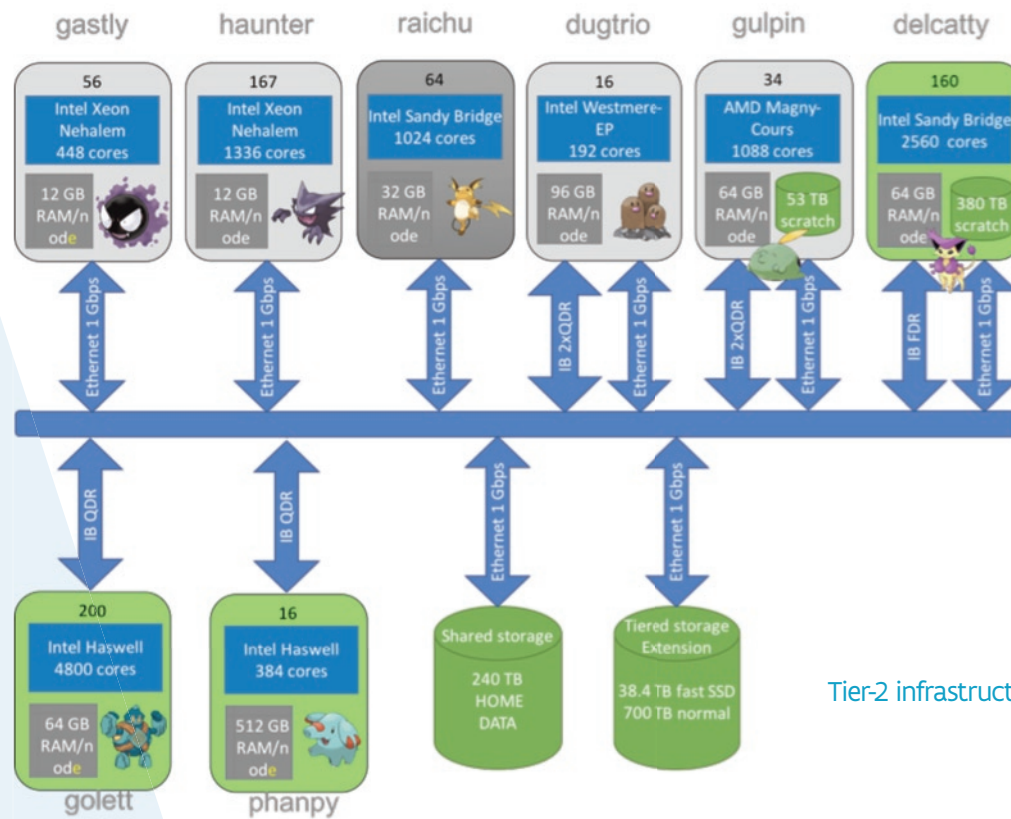 gastly
haunter
raichu
dugtrio
gulpin
delcatty
56
Intel Xeon
Nehalem
448 cores
12 GB
RAM/n
ode
167
Intel Xeon
Nehalem
1336 cores
12 GB
RAM/n
ode
64
Intel Sandy Bridge
1024 cores
32 GB
RAM/n
ode
16
Intel Westmere-
EP
192 cores
96 GB
RAM/n
ode
34
AMD Magny-
Cours
1088 cores
64 GB
RAM/n
ode
53 TB
scratch
160
Intel Sandy Bridge
2560 cores
64 GB
RAM/n
ode
380 TB
scratch
Ethernet 1 Gbps
Ethernet 1 Gbps
Ethernet 1 Gbps
IB 2xQDR
Ethernet 1 Gbps
IB 2xQDR
Ethernet 1 Gbps
IB FDR
Ethernet 1 Gbps
IB QDR
IB QDR
Ethernet 1 Gbps
Ethernet 1 Gbps
200
Intel Haswell
4800 cores
64 GB
RAM/n
ode
golett
16
Intel Haswell
384 cores
512 GB
RAM/n
ode
phanpy
Shared storage
240 TB
HOME
DATA
Tiered storage
Extension
38.4 TB fast SSD
700 TB normal
Tier-2 infrastruct